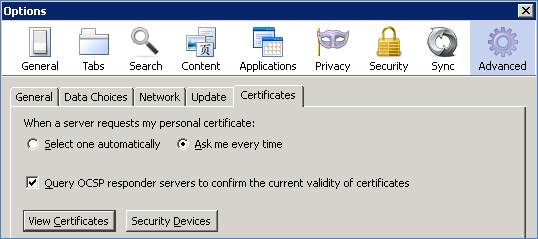 Options
General Tabs Search Content Applications Privacy Security Sync Advanced
General Data Choices Network Update Certificates
When a server requests my personal certificate:
Select one automatically Ask me every time
Query OCSP responder servers to confirm the current validity of certificates
View Certificates Security Devices